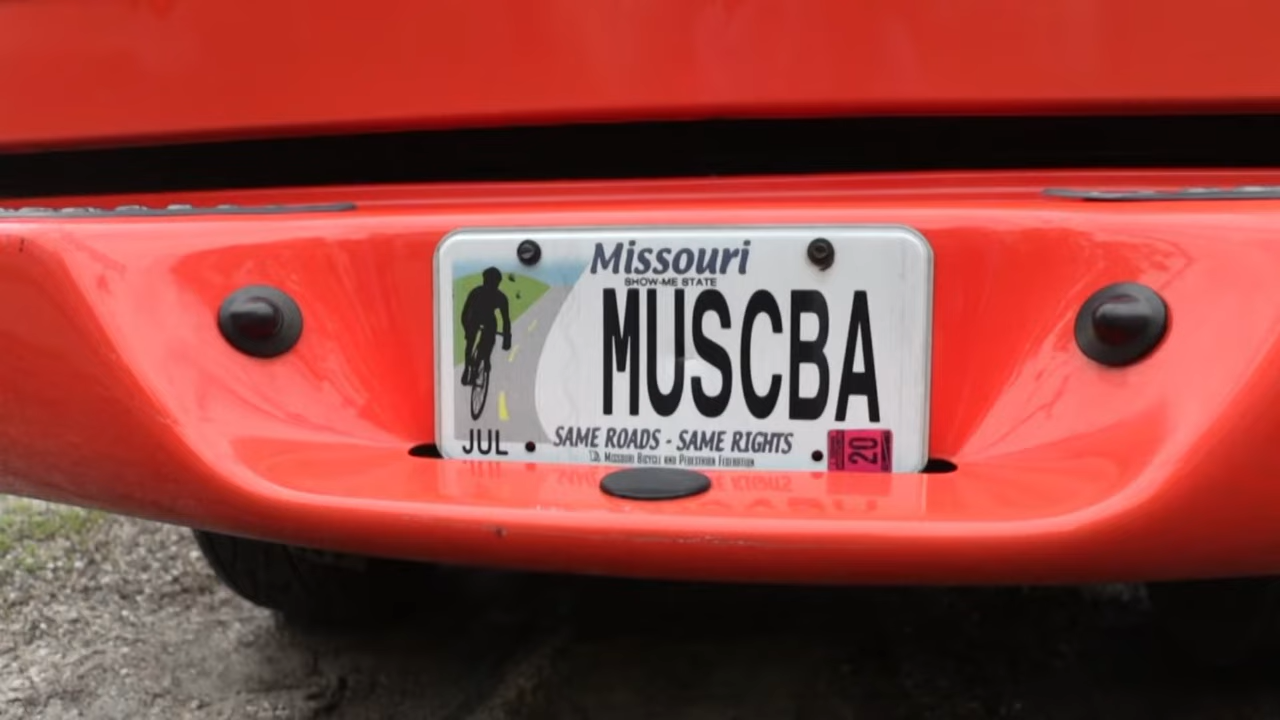 Missouri
SHOW-ME STATE
MUSCBA
JUL
SAME ROADS - SAME RIGHTS
MISSOURI BICYCLE AND PEDESTRIAN FEDERATION
20